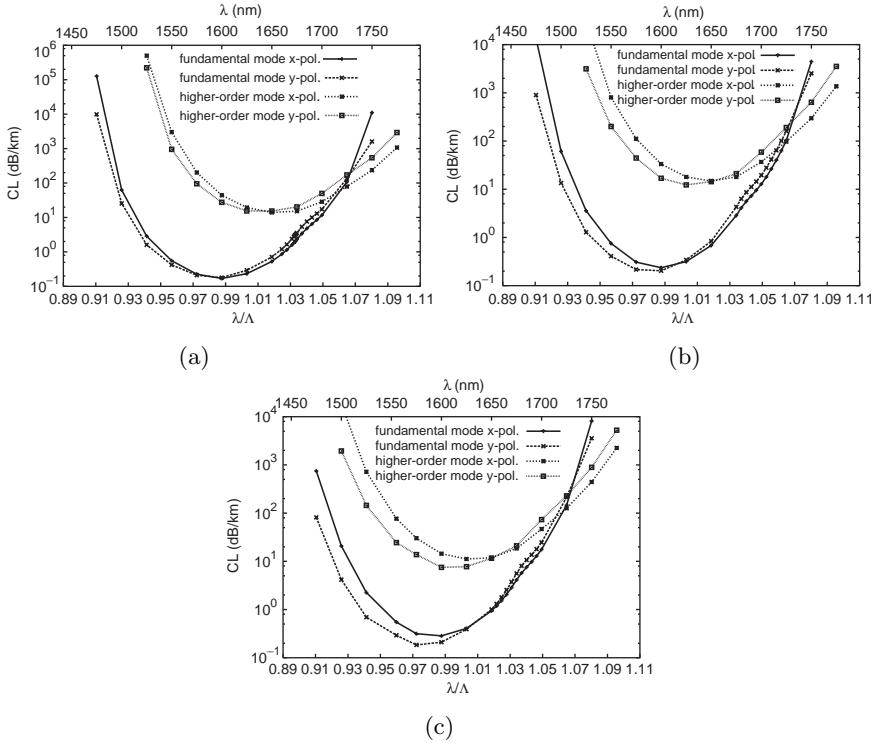 λ (nm)
1450 1500 1550 1600 1650 1700 1750
10^6
10^5
10^4
10^3
10^2
10^1
10^0
10^-1
CL (dB/km)
fundamental mode x-pol.
fundamental mode y-pol.
higher-order mode x-pol.
higher-order mode y-pol.
0.89 0.91 0.93 0.95 0.97 0.99 1.01 1.03 1.05 1.07 1.09 1.11
λ/Λ
(a)
λ (nm)
1450 1500 1550 1600 1650 1700 1750
10^4
10^3
10^2
10^1
10^0
10^-1
CL (dB/km)
fundamental mode x-pol.
fundamental mode y-pol.
higher-order mode x-pol.
higher-order mode y-pol.
0.89 0.91 0.93 0.95 0.97 0.99 1.01 1.03 1.05 1.07 1.09 1.11
λ/Λ
(b)
λ (nm)
1450 1500 1550 1600 1650 1700 1750
10^4
10^3
10^2
10^1
10^0
10^-1
CL (dB/km)
fundamental mode x-pol.
fundamental mode y-pol.
higher-order mode x-pol.
higher-order mode y-pol.
0.89 0.91 0.93 0.95 0.97 0.99 1.01 1.03 1.05 1.07 1.09 1.11
λ/Λ
(c)